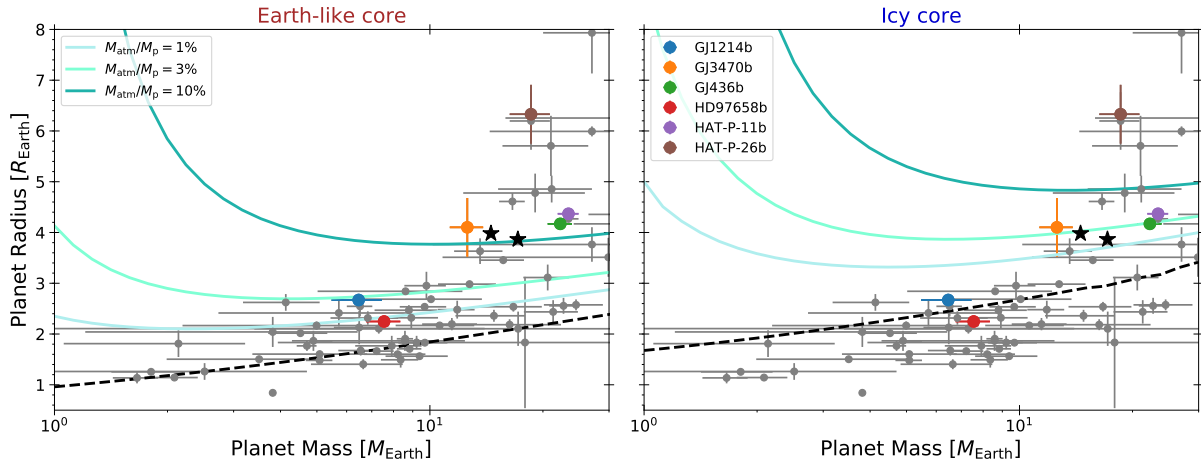 Earth-like core
Icy core
8
7
6
5
4
3
2
1
Planet Radius [R_Earth]
M_atm/M_p = 1%
M_atm/M_p = 3%
M_atm/M_p = 10%
GJ1214b
GJ3470b
GJ436b
HD97658b
HAT-P-11b
HAT-P-26b
10^0
10^1
10^0
10^1
Planet Mass [M_Earth]
Planet Mass [M_Earth]